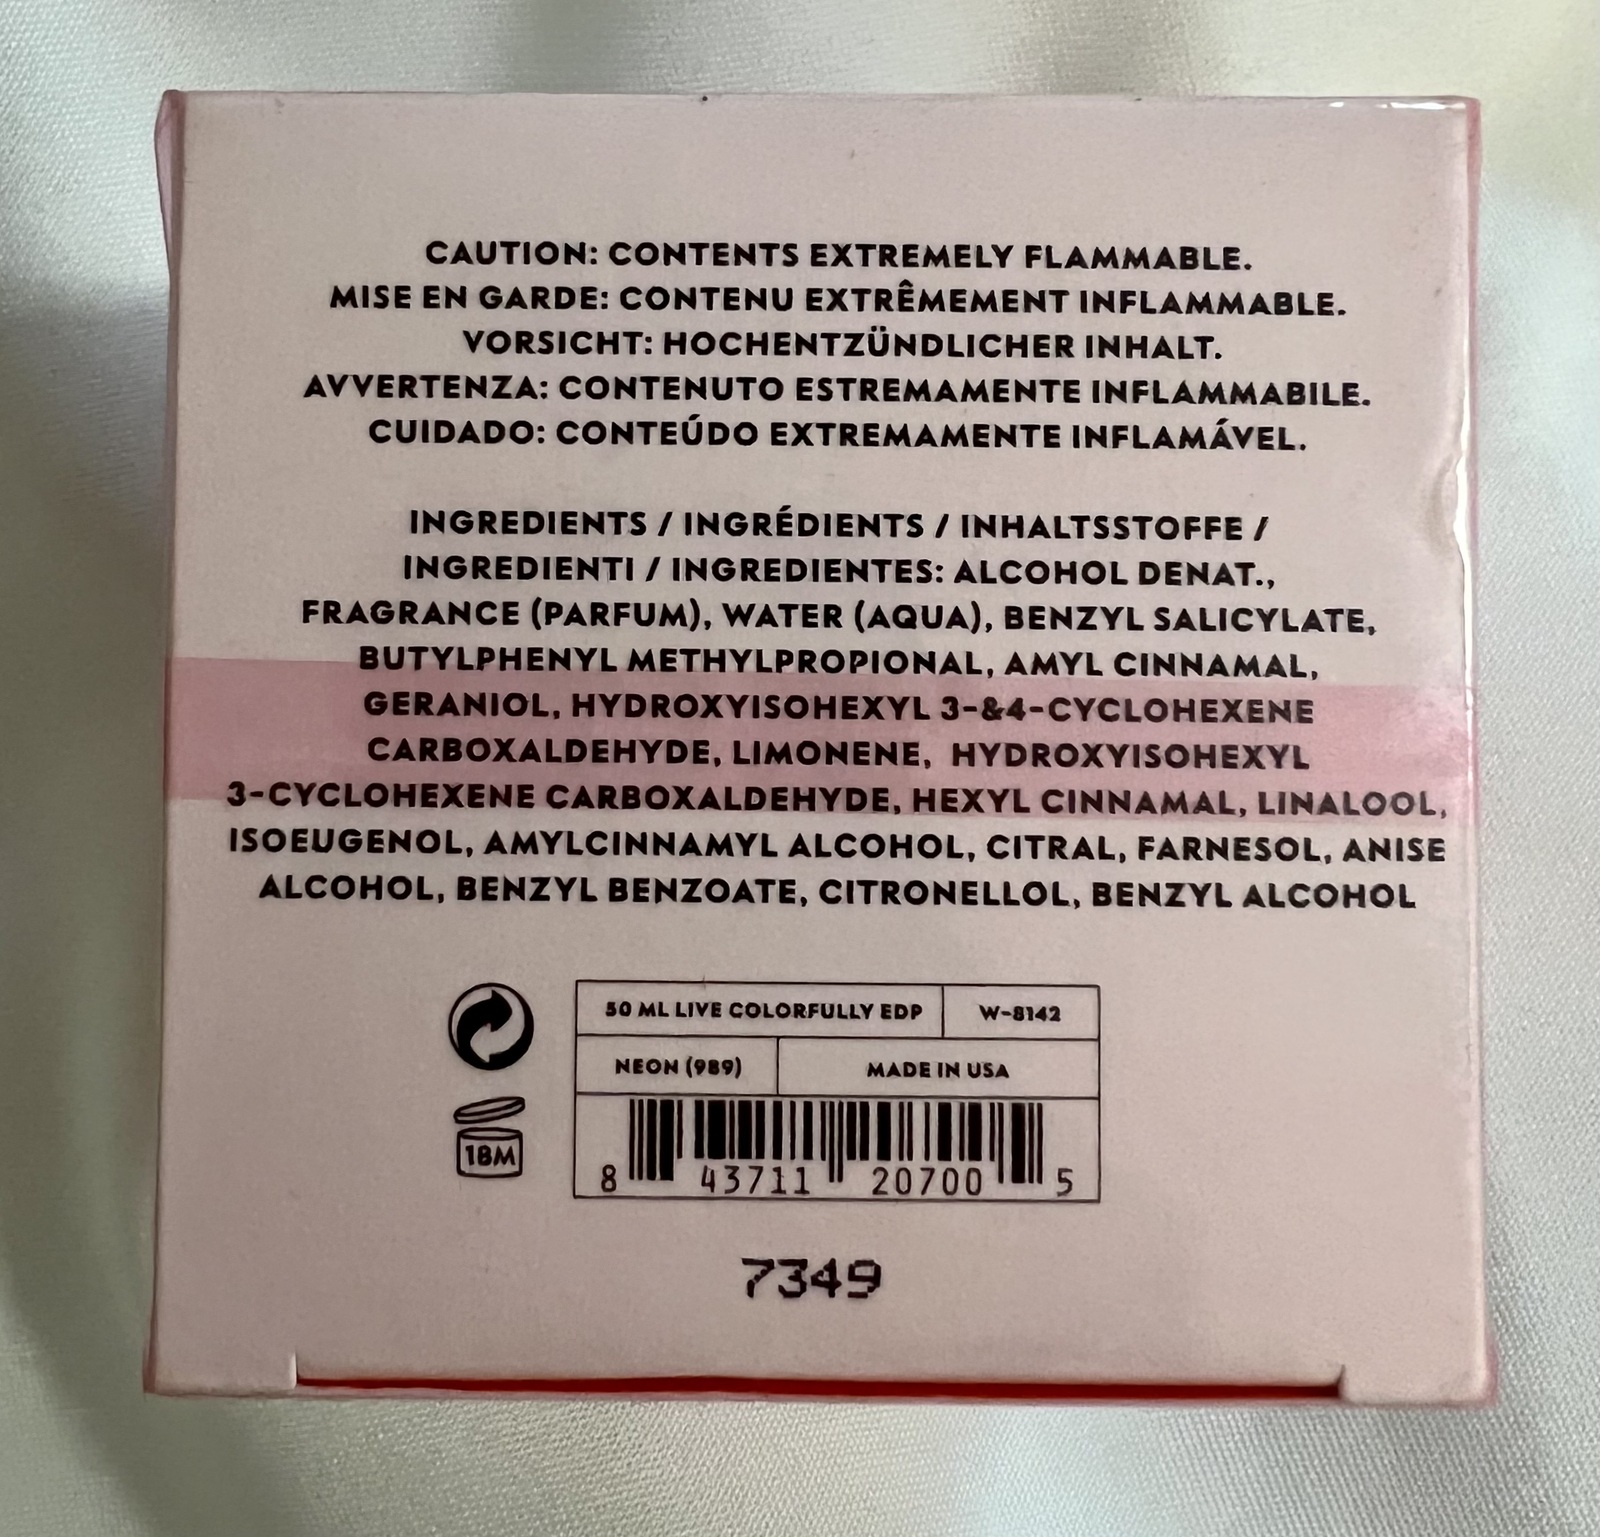 CAUTION: CONTENTS EXTREMELY FLAMMABLE.
MISE EN GARDE: CONTENU EXTRÊMEMENT INFLAMMABLE.
VORSICHT: HOCHENTZÜNDLICHER INHALT.
AVVERTENZA: CONTENUTO ESTREMAMENTE INFLAMMABILE.
CUIDADO: CONTEÚDO EXTREMAMENTE INFLAMÁVEL.
INGREDIENTS / INGRÉDIENTS / INHALTSSTOFFE /
INGREDIENTI / INGREDIENTES: ALCOHOL DENAT.,
FRAGRANCE (PARFUM), WATER (AQUA), BENZYL SALICYLATE,
BUTYLPHENYL METHYLPROPIONAL, AMYL CINNAMAL,
GERANIOL, HYDROXYISOHEXYL 3-&4-CYCLOHEXENE
CARBOXALDEHYDE, LIMONENE, HYDROXYISOHEXYL
3-CYCLOHEXENE CARBOXALDEHYDE, HEXYL CINNAMAL, LINALOOL,
ISOEUGENOL, AMYLCINNAMYL ALCOHOL, CITRAL, FARNESOL, ANISE
ALCOHOL, BENZYL BENZOATE, CITRONELLOL, BENZYL ALCOHOL
50 ML LIVE COLORFULLY EDP W-8142
NEON (989) MADE IN USA
18M
8 43711 20700 5
7349